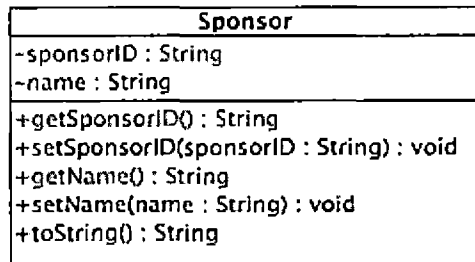 Sponsor
-sponsorID : String
-name : String
+getSponsorID() : String
+setSponsorID(sponsorID : String) : void
+getName() : String
+setName(name : String) : void
+toString() : String